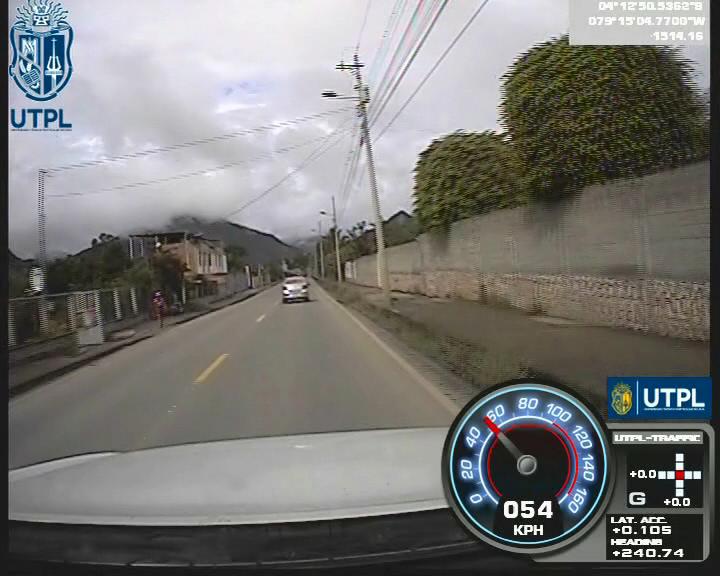 04°12'50.5362"S
079°15'04.7700"W
1514.16
UTPL
UTPL
UTPL-TRAFFIC
0 20 40 60 80 100 120 140 160
054
KPH
+0.0
G
+0.0
LAT. ACC.
+0.105
HEADING
+240.74